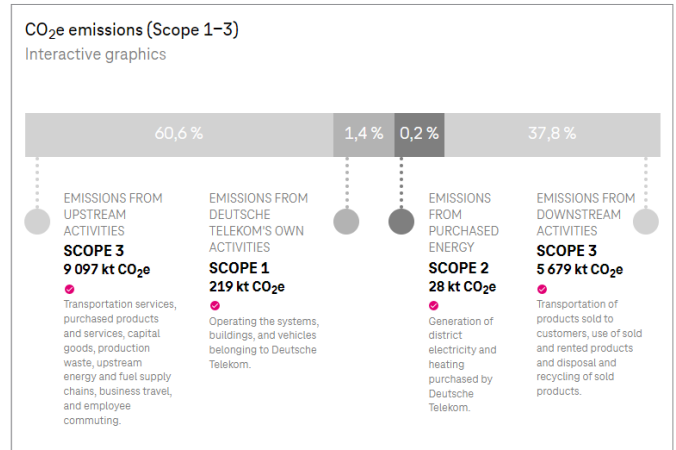 CO₂e emissions (Scope 1–3)
Interactive graphics
60,6 %
1,4 %
0,2 %
37,8 %
EMISSIONS FROM
UPSTREAM
ACTIVITIES
SCOPE 3
9 097 kt CO₂e
Transportation services,
purchased products
and services, capital
goods, production
waste, upstream
energy and fuel supply
chains, business travel,
and employee
commuting.
EMISSIONS FROM
DEUTSCHE
TELEKOM'S OWN
ACTIVITIES
SCOPE 1
219 kt CO₂e
Operating the systems,
buildings, and vehicles
belonging to Deutsche
Telekom.
EMISSIONS
FROM
PURCHASED
ENERGY
SCOPE 2
28 kt CO₂e
Generation of
district
electricity and
heating
purchased by
Deutsche
Telekom.
EMISSIONS FROM
DOWNSTREAM
ACTIVITIES
SCOPE 3
5 679 kt CO₂e
Transportation of
products sold to
customers, use of sold
and rented products
and disposal and
recycling of sold
products.